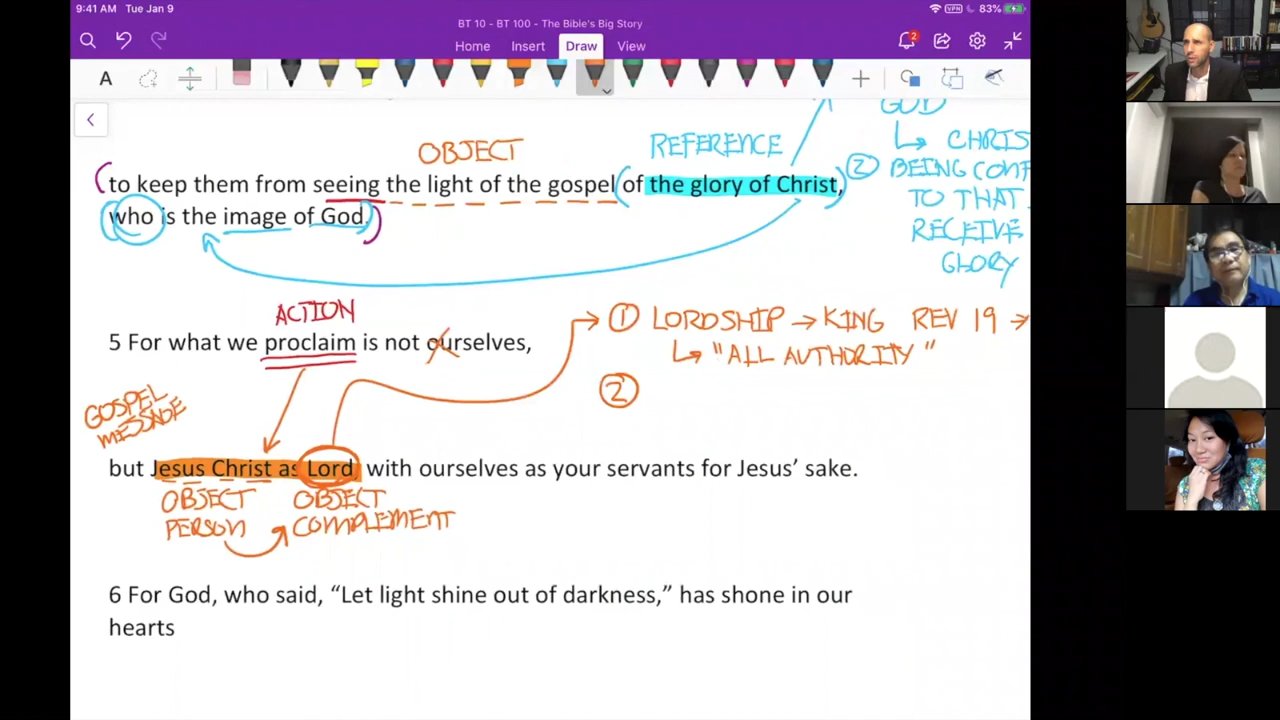 9:41 AM Tue Jan 9
VPN 83%
BT 10 - BT 100 - The Bible's Big Story
Home Insert Draw View
2
A
GOD
OBJECT
REFERENCE
↳ CHRIS
(to keep them from seeing the light of the gospel (of the glory of Christ,)
② BEING CONF
(who is the image of God.)
TO THAT
RECEIVE
GLORY
ACTION
① LORDSHIP → KING REV 19 →
5 For what we proclaim is not ourselves,
↳ "ALL AUTHORITY"
②
GOSPEL
MESSAGE
but Jesus Christ as Lord, with ourselves as your servants for Jesus' sake.
OBJECT OBJECT
PERSON COMPLEMENT
6 For God, who said, “Let light shine out of darkness,” has shone in our
hearts